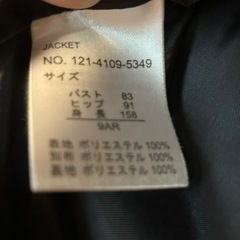 JACKET
NO. 121-4109-5349
サイズ
バスト 83
ヒップ 91
身長 158
9AR
表地 ポリエステル 100%
別布 ポリエステル 100%
裏地 ポリエステル 100%